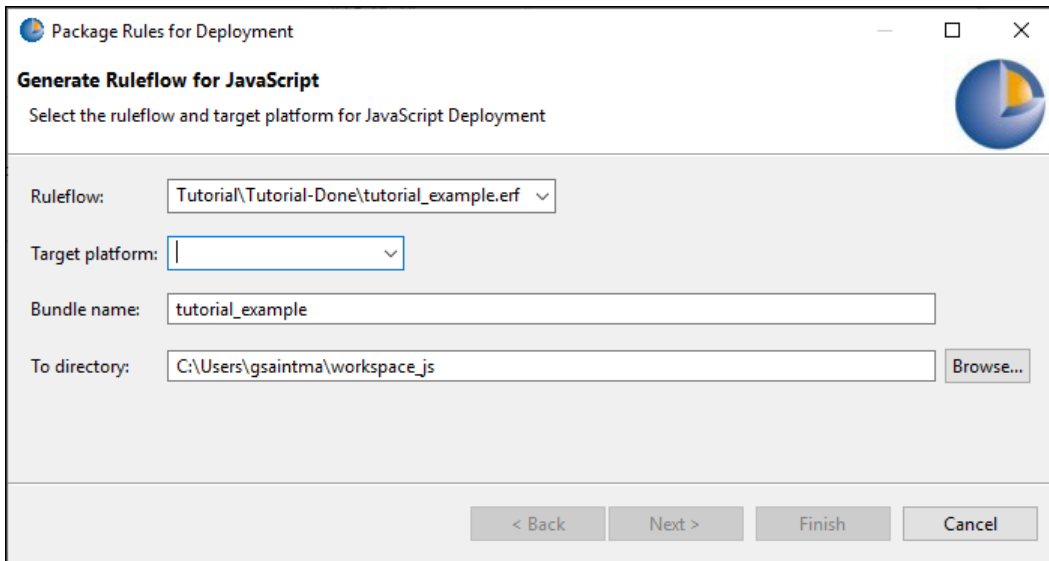 Package Rules for Deployment
Generate Ruleflow for JavaScript
Select the ruleflow and target platform for JavaScript Deployment
Ruleflow: Tutorial\Tutorial-Done\tutorial_example.erf
Target platform:
Bundle name: tutorial_example
To directory: C:\Users\gsaintma\workspace_js Browse...
< Back Next > Finish Cancel